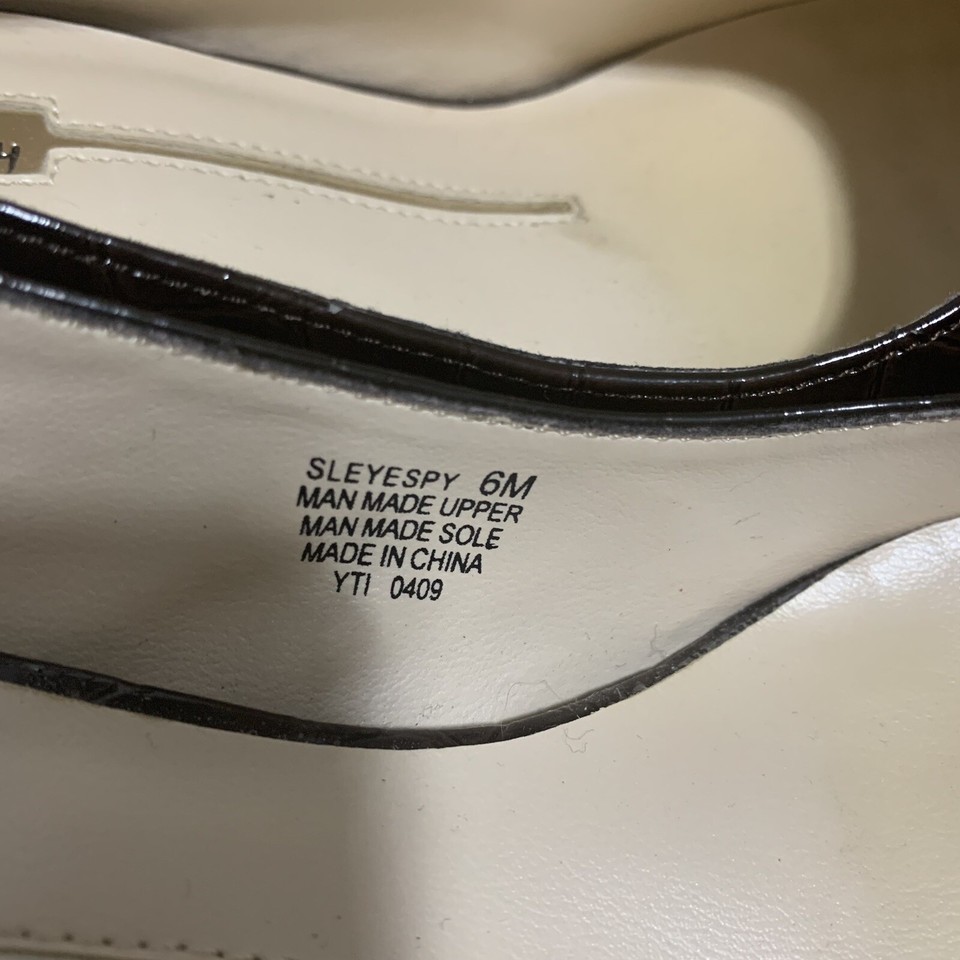 SLEYESPY 6M
MAN MADE UPPER
MAN MADE SOLE
MADE IN CHINA
YTI 0409